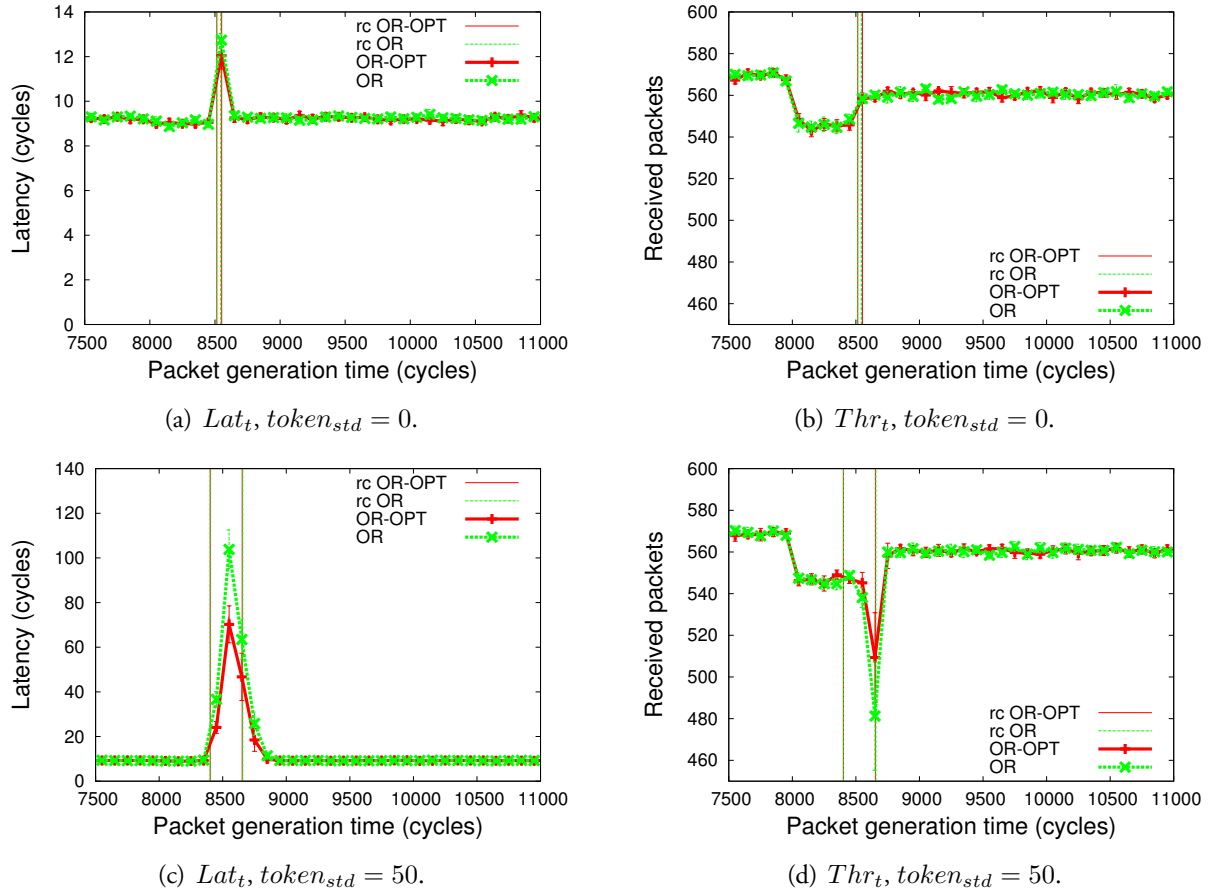 14
12
10
8
6
4
2
0
Latency (cycles)
rc OR-OPT
rc OR
OR-OPT
OR
7500 8000 8500 9000 9500 10000 10500 11000
Packet generation time (cycles)
(a) Lat_t, token_std = 0.
600
580
560
540
520
500
480
460
Received packets
rc OR-OPT
rc OR
OR-OPT
OR
7500 8000 8500 9000 9500 10000 10500 11000
Packet generation time (cycles)
(b) Thr_t, token_std = 0.
140
120
100
80
60
40
20
0
Latency (cycles)
rc OR-OPT
rc OR
OR-OPT
OR
7500 8000 8500 9000 9500 10000 10500 11000
Packet generation time (cycles)
(c) Lat_t, token_std = 50.
600
580
560
540
520
500
480
460
Received packets
rc OR-OPT
rc OR
OR-OPT
OR
7500 8000 8500 9000 9500 10000 10500 11000
Packet generation time (cycles)
(d) Thr_t, token_std = 50.